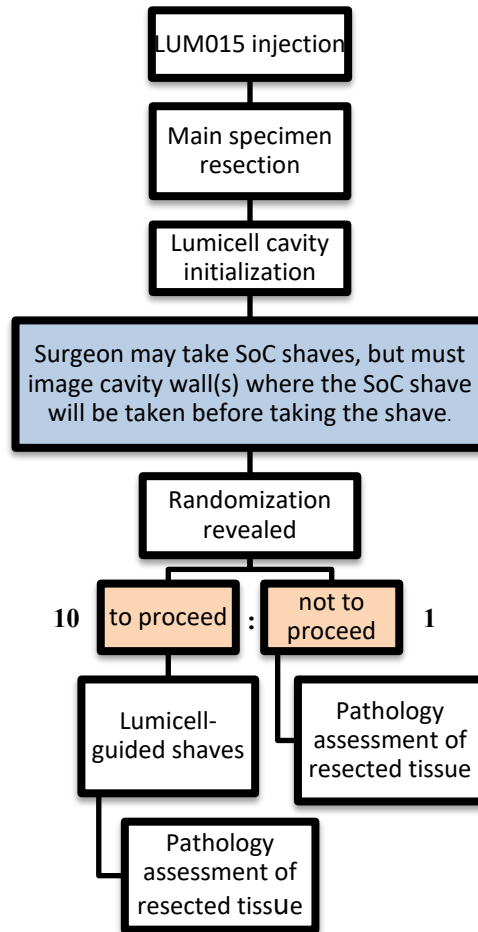 LUM015 injection
Main specimen
resection
Lumicell cavity
initialization
Surgeon may take SoC shaves, but must
image cavity wall(s) where the SoC shave
will be taken before taking the shave.
Randomization
revealed
10 to proceed : not to proceed 1
Lumicell-
guided shaves
Pathology
assessment of
resected tissue
Pathology
assessment of
resected tissue